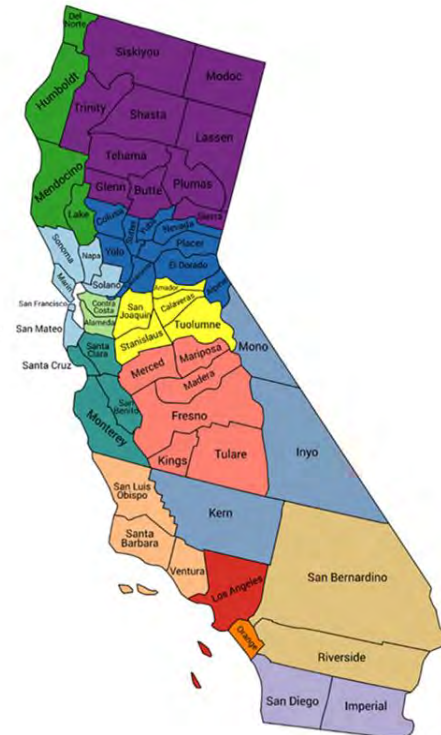 Del
Norte
Siskiyou
Modoc
Humboldt
Trinity
Shasta
Lassen
Tehama
Plumas
Mendocino
Glenn
Butte
Sierra
Lake
Colusa
Sutter
Yuba
Nevada
Placer
Sonoma
Napa
Yolo
El Dorado
Alpine
Marin
Solano
Amador
Calaveras
San Francisco
Contra
Costa
San
Joaquin
Tuolumne
Alameda
San Mateo
Stanislaus
Mono
Santa
Clara
Santa Cruz
Merced
Mariposa
Madera
San
Benito
Fresno
Monterey
Inyo
Kings
Tulare
San Luis
Obispo
Kern
Santa
Barbara
Ventura
Los Angeles
San Bernardino
Orange
Riverside
San Diego
Imperial